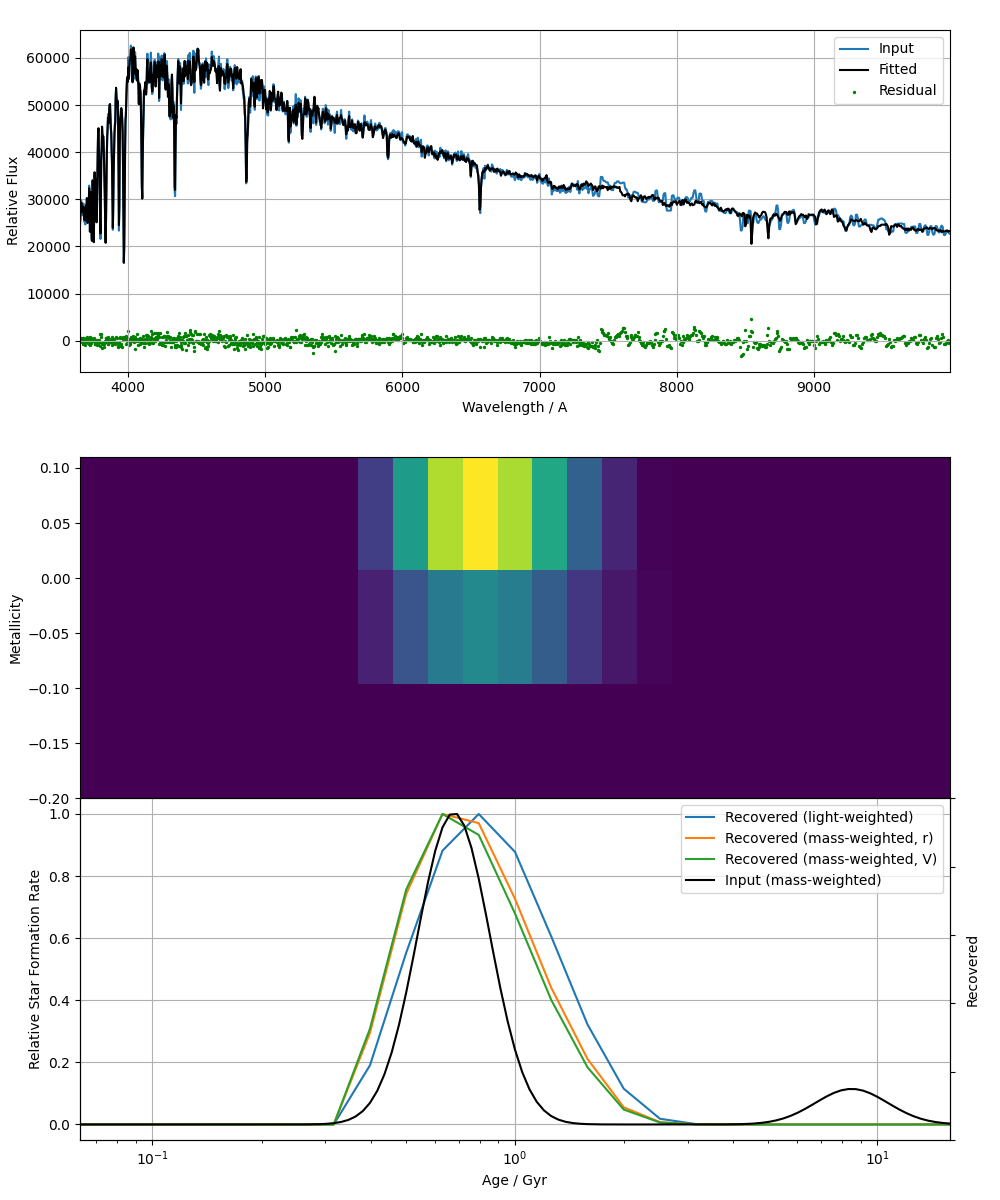 60000
50000
40000
30000
20000
10000
0
Relative Flux
Input
Fitted
Residual
4000 5000 6000 7000 8000 9000
Wavelength / A
0.10
0.05
0.00
−0.05
−0.10
−0.15
−0.20
Metallicity
1.0
0.8
0.6
0.4
0.2
0.0
Relative Star Formation Rate
Recovered (light-weighted)
Recovered (mass-weighted, r)
Recovered (mass-weighted, V)
Input (mass-weighted)
Recovered
10⁻¹ 10⁰ 10¹
Age / Gyr